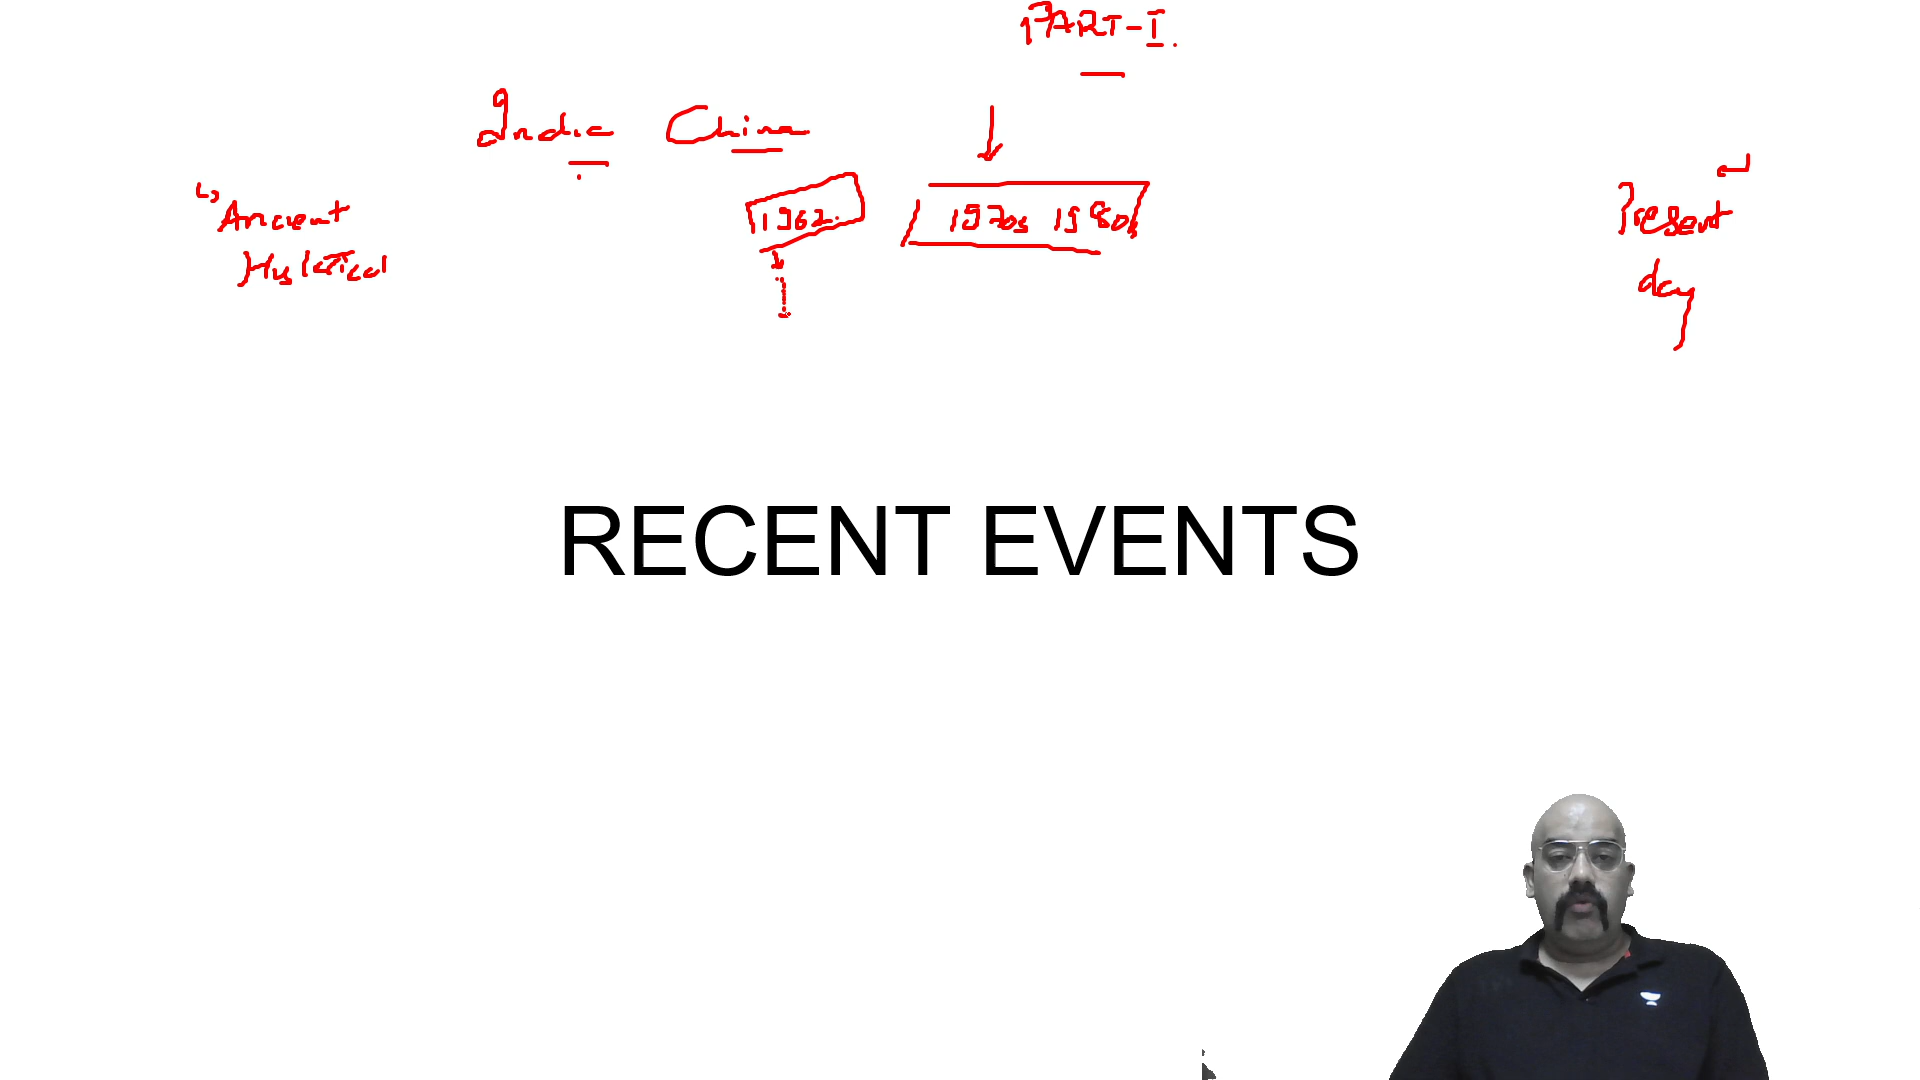 PART-I.
India China
Ancient 1962. 1970s 1980s Present
Historical day
RECENT EVENTS